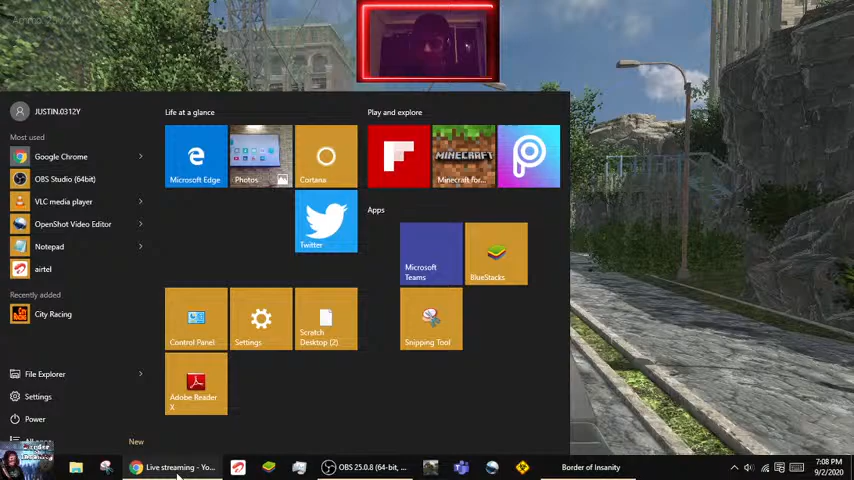 JUSTIN.0312Y
Life at a glance
Play and explore
Most used
Google Chrome
OBS Studio (64bit)
VLC media player
OpenShot Video Editor
Notepad
airtel
Recently added
City Racing
Microsoft Edge
Photos
Cortana
MINECRAFT
Minecraft for...
Twitter
Apps
Microsoft
Teams
BlueStacks
Control Panel
Settings
Scratch
Desktop (2)
Snipping Tool
Adobe Reader
X
File Explorer
Settings
Power
New
Live streaming - Yo...
OBS 25.0.8 (64-bit, ...
Border of Insanity
7:08 PM
9/2/2020